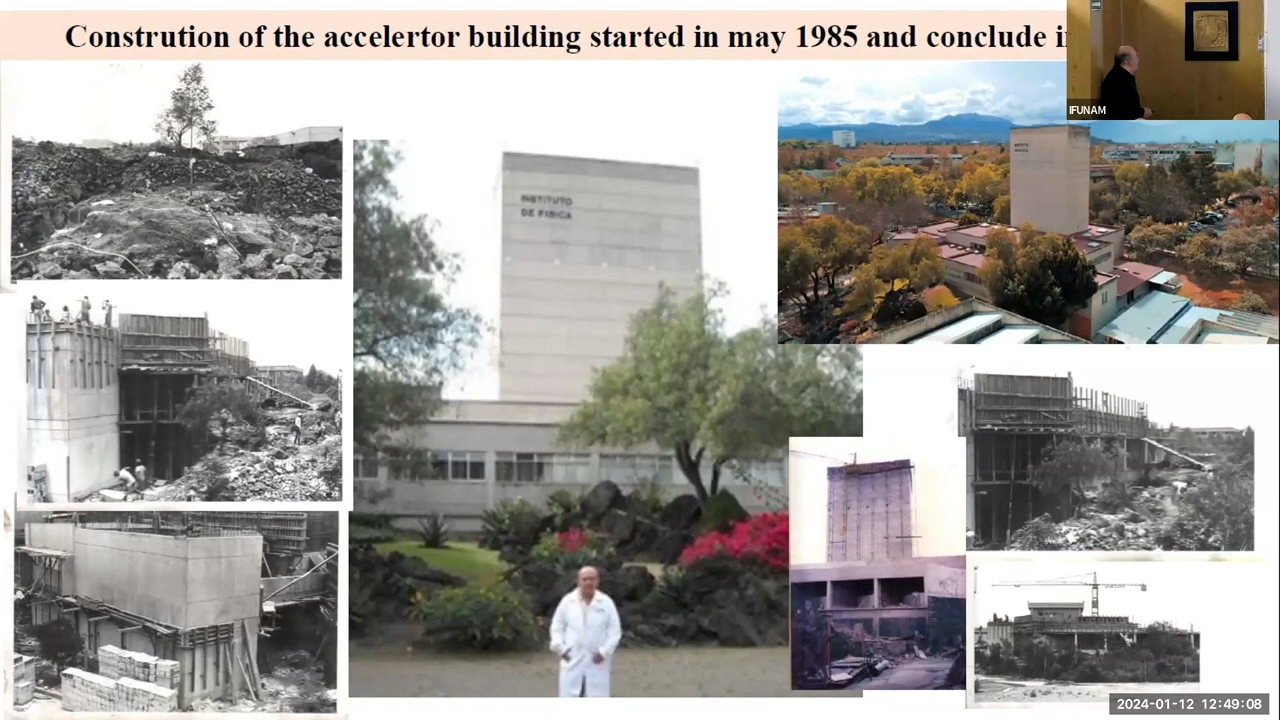 Constrution of the accelertor building started in may 1985 and conclude
IFUNAM
INSTITUTO
DE FISICA
INSTITUTO
2024-01-12 12:49:08